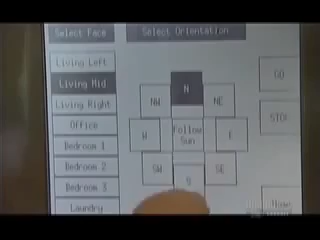 Select Face
Select Orientation
Living Left
Living Mid
Living Right
Office
Bedroom 1
Bedroom 2
Bedroom 3
Laundry
N
NW
NE
W
Follow
Sun
E
SW
SE
S
GO
STOP
Home